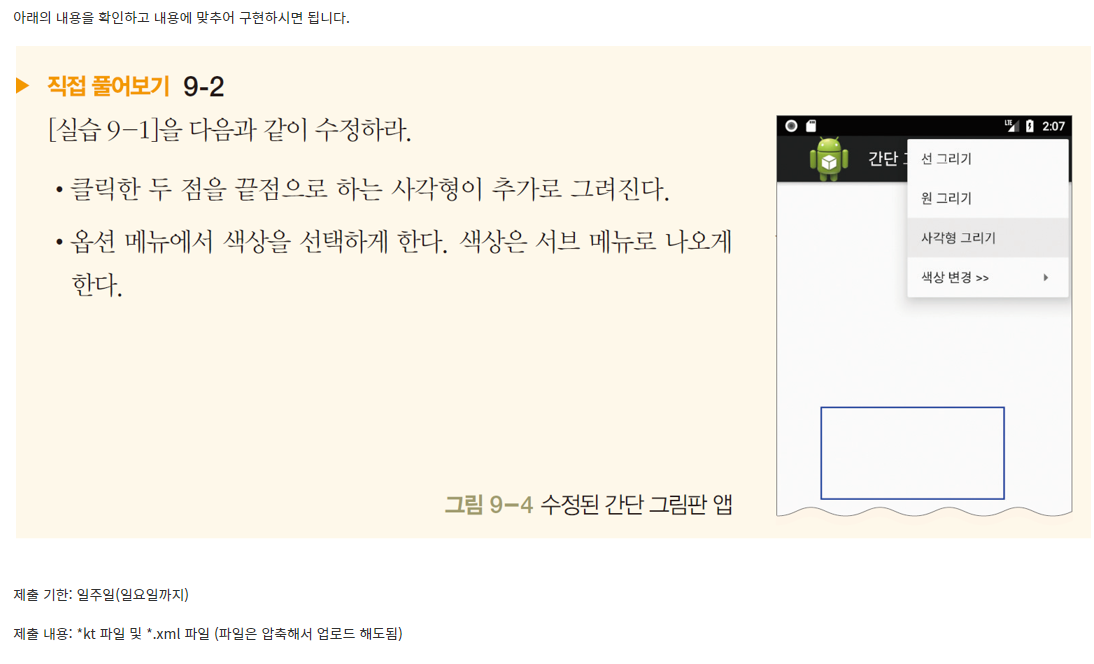 아래의 내용을 확인하고 내용에 맞추어 구현하시면 됩니다.
직접 풀어보기 9-2
[실습 9-1]을 다음과 같이 수정하라.
• 클릭한 두 점을 끝점으로 하는 사각형이 추가로 그려진다.
• 옵션 메뉴에서 색상을 선택하게 한다. 색상은 서브 메뉴로 나오게
한다.
LTE 2:07
간단 그
선 그리기
원 그리기
사각형 그리기
색상 변경 >>
그림 9-4 수정된 간단 그림판 앱
제출 기한: 일주일(일요일까지)
제출 내용: *kt 파일 및 *.xml 파일 (파일은 압축해서 업로드 해도됨)